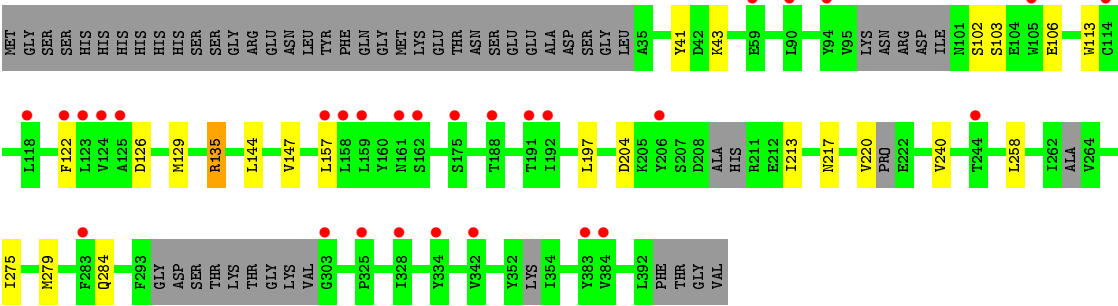 MET GLY SER SER HIS HIS HIS HIS HIS HIS SER SER GLY ARG GLU ASN LEU TYR PHE GLN GLY MET LYS GLU THR ASN SER GLU GLU ALA ASP SER GLY LEU A35 Y41 D42 K43 E59 L90 Y94 V95 LYS ASN ARG ASP ILE N101 S102 S103 E104 W105 E106 W113 C114
L118 F122 L123 V124 A125 D126 M129 R135 L144 V147 L157 L158 L159 Y160 N161 S162 S175 T188 T191 I192 L197 D204 K205 Y206 S207 D208 ALA HIS R211 E212 I213 N217 V220 PRO E222 V240 T244 L258 I262 ALA V264
I275 M279 F283 Q284 F293 GLY ASP SER THR LYS THR GLY LYS VAL G303 P325 I328 Y334 V342 Y352 LYS I354 Y383 V384 L392 PHE THR GLY VAL